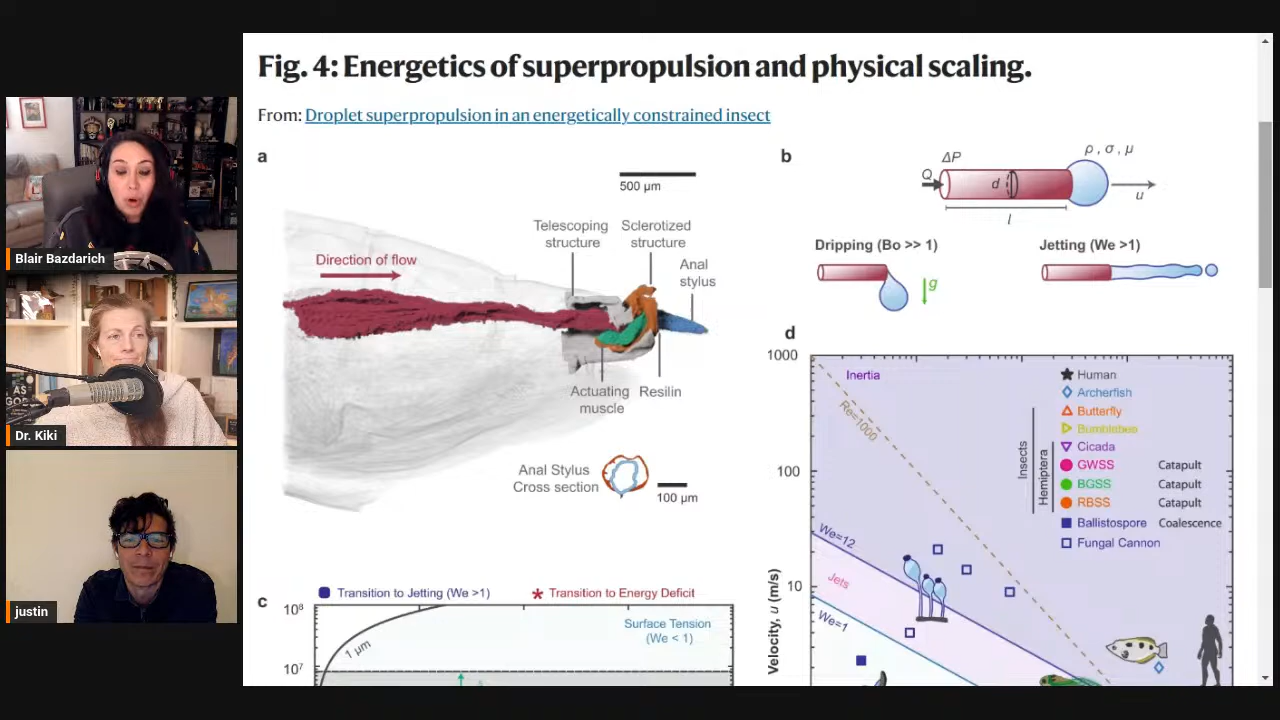 Fig. 4: Energetics of superpropulsion and physical scaling.
From: Droplet superpropulsion in an energetically constrained insect
a
500 µm
Telescoping
structure
Sclerotized
structure
Anal
stylus
Direction of flow
Actuating
muscle
Resilin
Anal Stylus
Cross section
100 µm
b
ΔP
ρ , σ , μ
Q
d
u
l
Dripping (Bo >> 1)
Jetting (We >1)
g
c
Transition to Jetting (We >1)
Transition to Energy Deficit
10⁸
10⁷
1 µm
Surface Tension
(We < 1)
d
1000
100
10
Velocity, u (m/s)
Inertia
Re=1000
We=12
Jets
We=1
Insects
Hemiptera
Human
Archerfish
Butterfly
Bumblebee
Cicada
GWSS Catapult
BGSS Catapult
RBSS Catapult
Ballistospore Coalescence
Fungal Cannon
Blair Bazdarich
Dr. Kiki
justin
AS
GOD